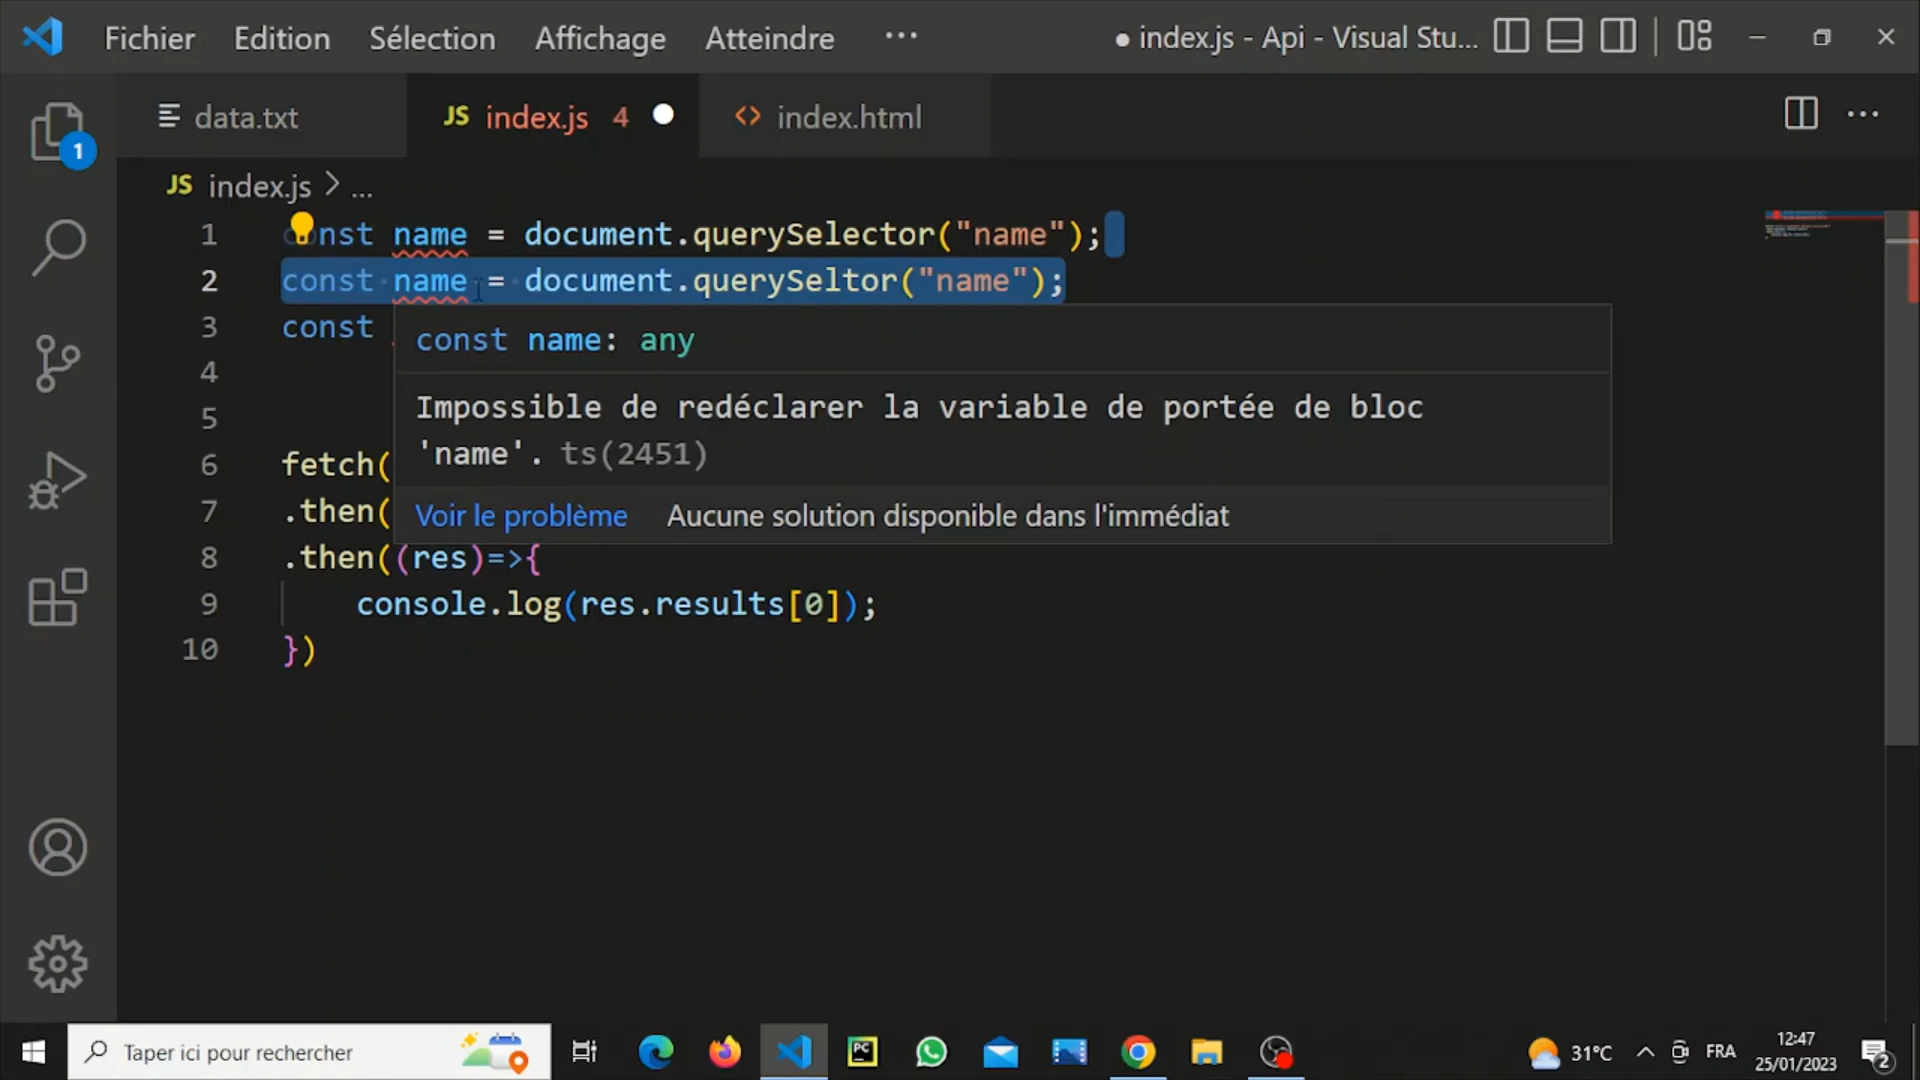 Fichier Edition Sélection Affichage Atteindre ··· ● index.js - Api - Visual Stu...
1 data.txt JS index.js 4 index.html ···
JS index.js > ...
1 const name = document.querySelector("name");
2 const name = document.querySeltor("name");
3 const
4
5
6 fetch(
7 .then(
8 .then((res)=>{
9 console.log(res.results[0]);
10 })
const name: any
Impossible de redéclarer la variable de portée de bloc
'name'. ts(2451)
Voir le problème Aucune solution disponible dans l'immédiat
Taper ici pour rechercher PC 31°C FRA 12:47
25/01/2023 2